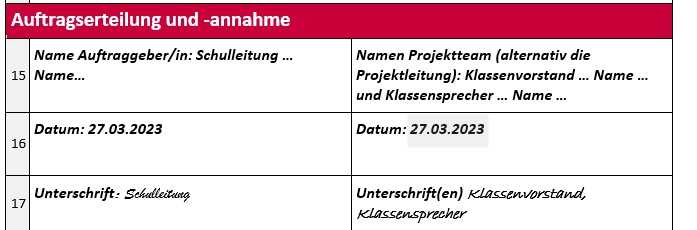 Auftragserteilung und -annahme
15
Name Auftraggeber/in: Schulleitung …
Name…
Namen Projektteam (alternativ die
Projektleitung): Klassenvorstand … Name …
und Klassensprecher … Name …
16
Datum: 27.03.2023
Datum: 27.03.2023
17
Unterschrift: Schulleitung
Unterschrift(en) Klassenvorstand,
Klassensprecher